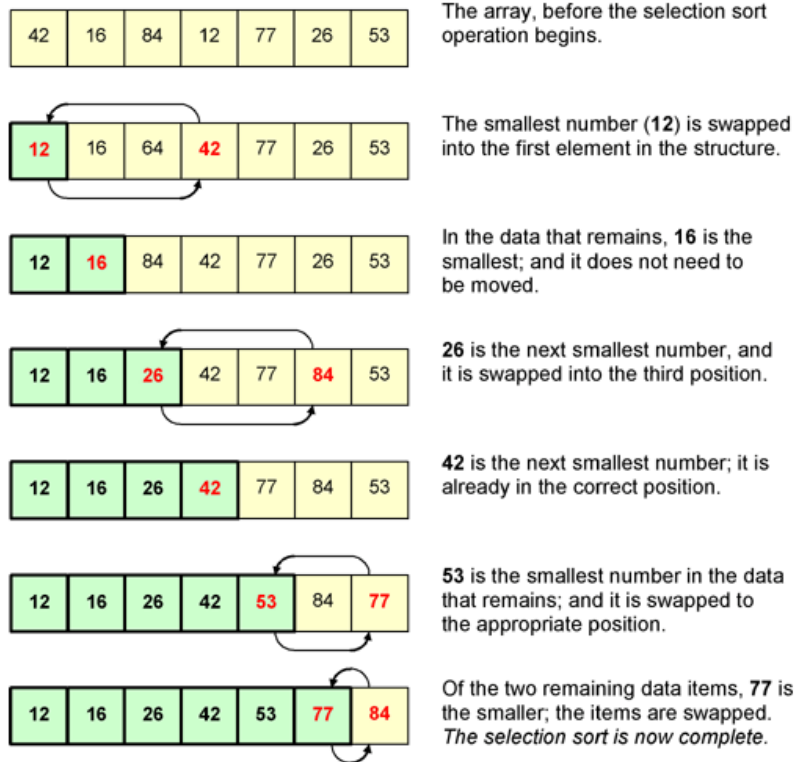 42 16 84 12 77 26 53
The array, before the selection sort
operation begins.
12 16 64 42 77 26 53
The smallest number (12) is swapped
into the first element in the structure.
12 16 84 42 77 26 53
In the data that remains, 16 is the
smallest; and it does not need to
be moved.
12 16 26 42 77 84 53
26 is the next smallest number, and
it is swapped into the third position.
12 16 26 42 77 84 53
42 is the next smallest number; it is
already in the correct position.
12 16 26 42 53 84 77
53 is the smallest number in the data
that remains; and it is swapped to
the appropriate position.
12 16 26 42 53 77 84
Of the two remaining data items, 77 is
the smaller; the items are swapped.
The selection sort is now complete.